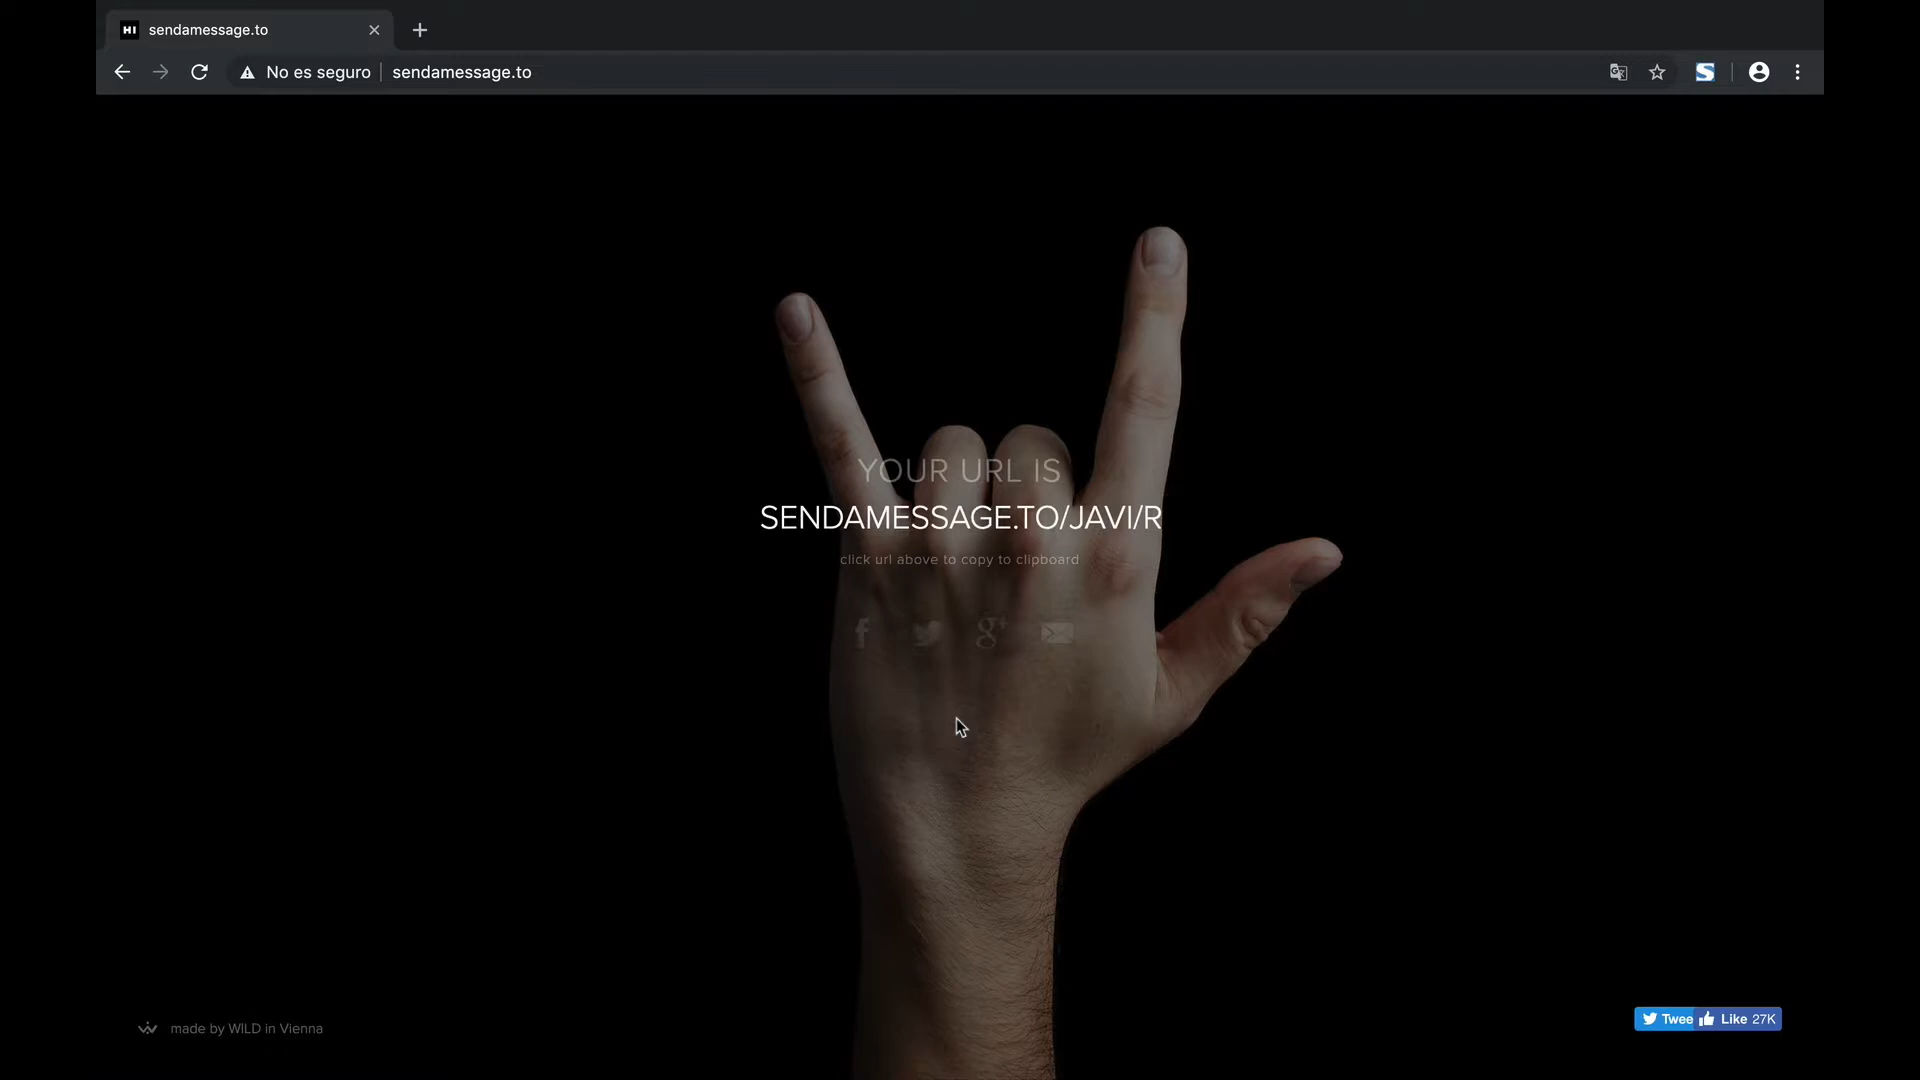 HI sendamessage.to
No es seguro sendamessage.to
YOUR URL IS
SENDAMESSAGE.TO/JAVI/R
click url above to copy to clipboard
f g+
made by WILD in Vienna
Twee Like 27K